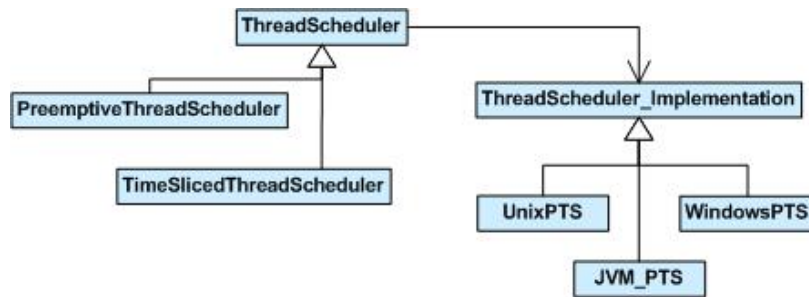 ThreadScheduler
PreemptiveThreadScheduler
ThreadScheduler_Implementation
TimeSlicedThreadScheduler
UnixPTS
WindowsPTS
JVM_PTS